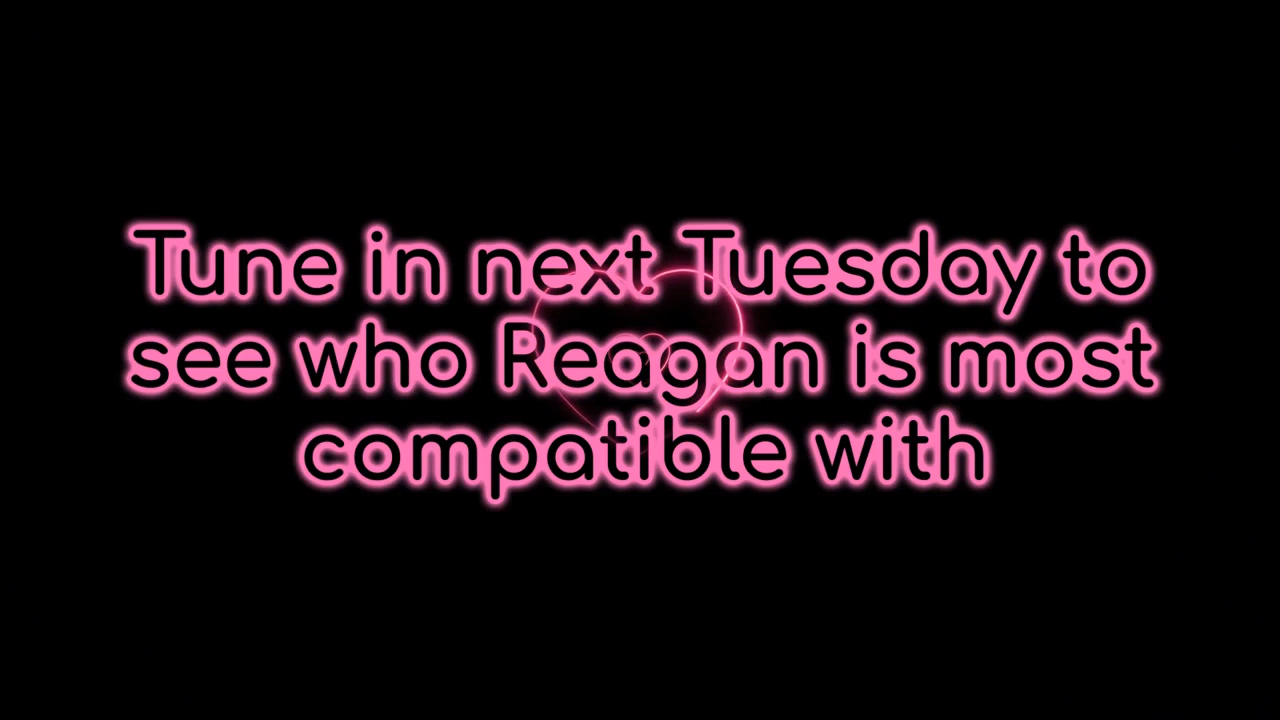 Tune in next Tuesday to
see who Reagan is most
compatible with